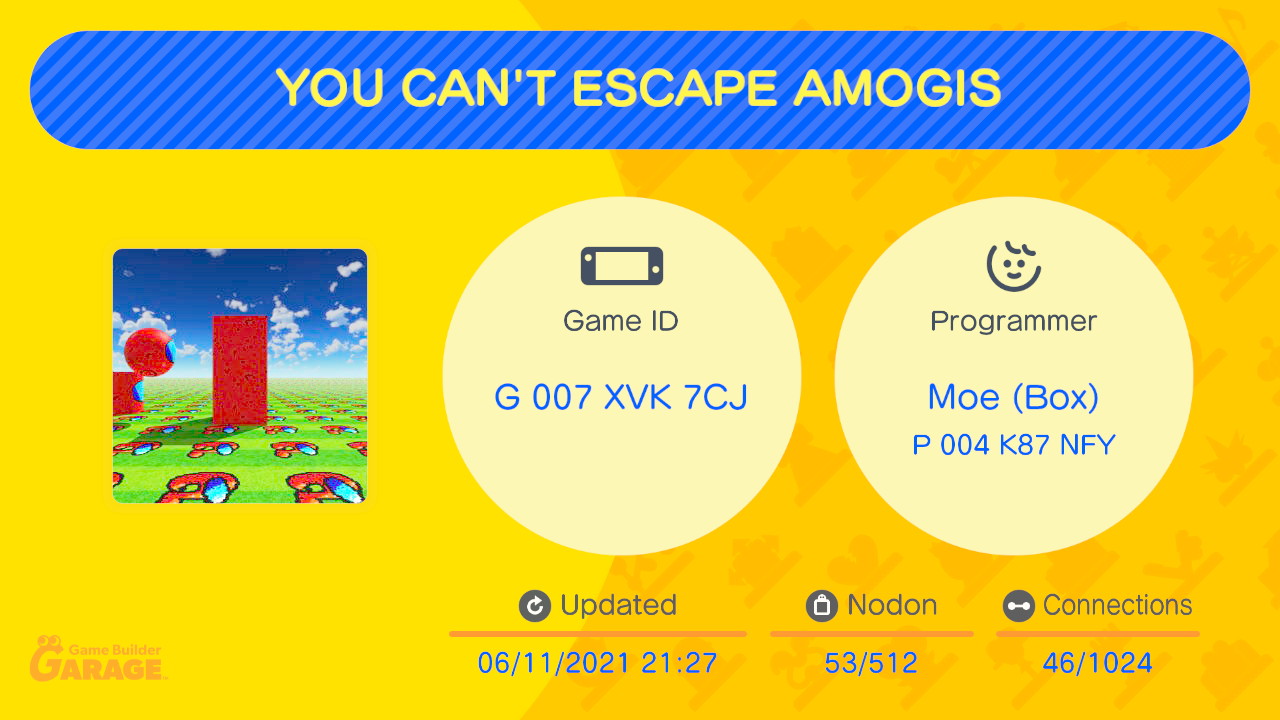 YOU CAN'T ESCAPE AMOGIS
Game ID
G 007 XVK 7CJ
Programmer
Moe (Box)
P 004 K87 NFY
Updated
06/11/2021 21:27
Nodon
53/512
Connections
46/1024
Game Builder
GARAGE™